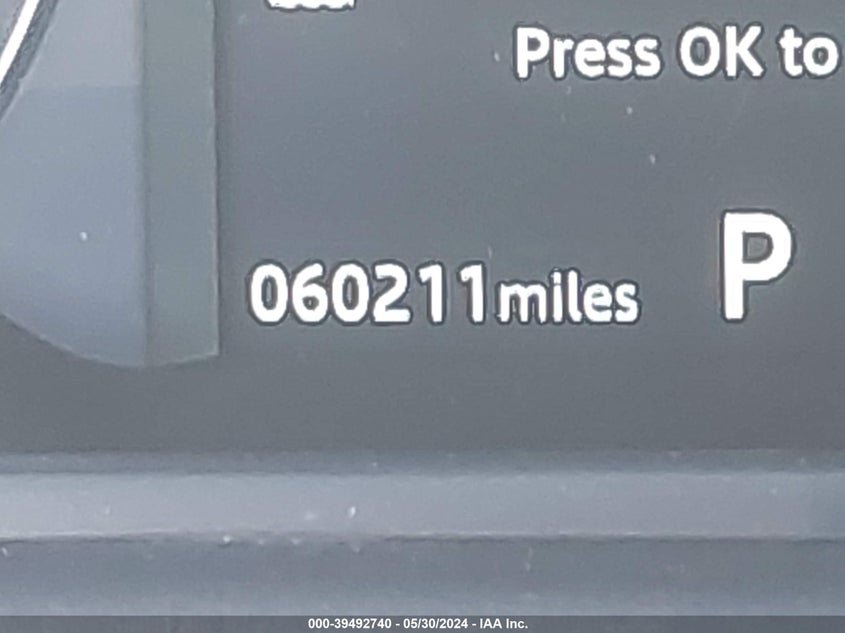 Press OK to
060211miles
P
000-39492740 - 05/30/2024 - IAA Inc.